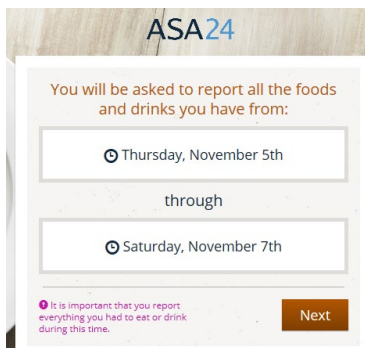 ASA24
You will be asked to report all the foods
and drinks you have from:
Thursday, November 5th
through
Saturday, November 7th
It is important that you report
everything you had to eat or drink
during this time.
Next